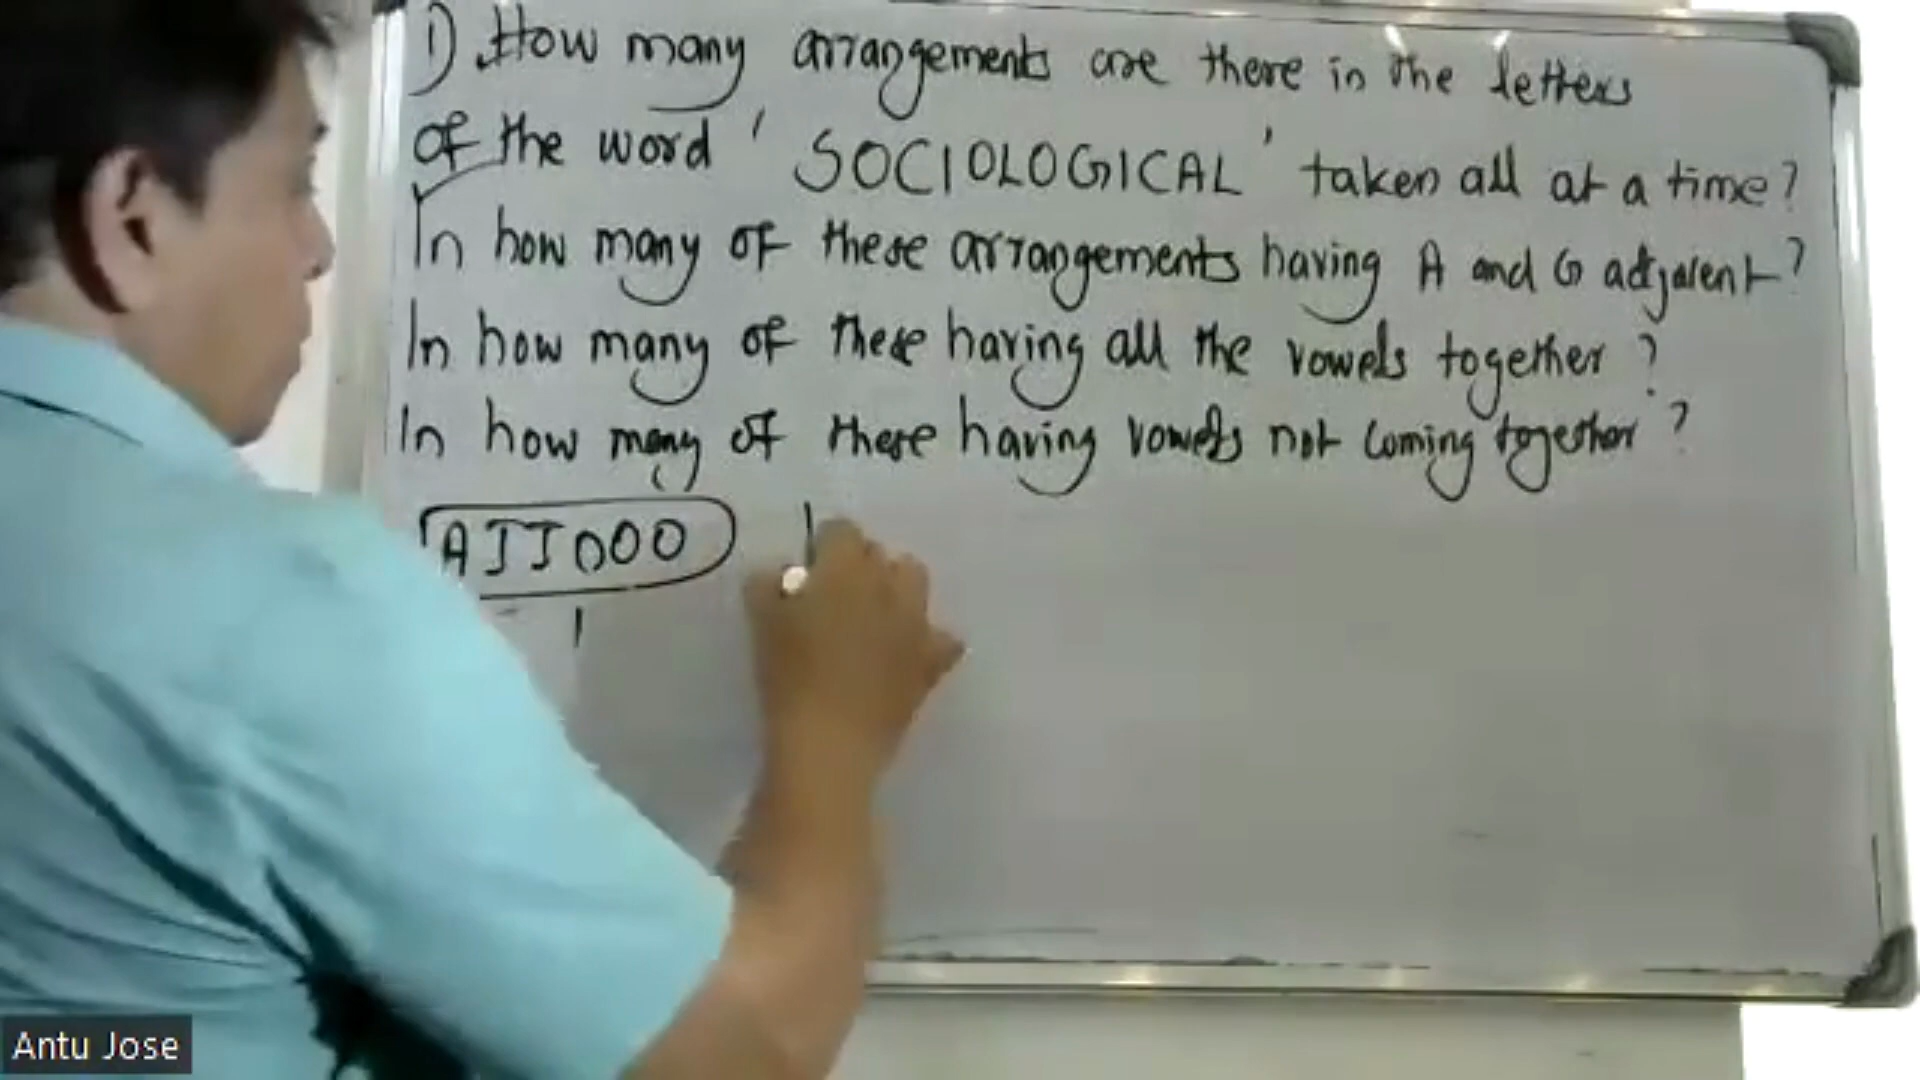 1) How many arrangements are there in the letters
of the word 'SOCIOLOGICAL' taken all at a time?
In how many of these arrangements having A and G adjacent?
In how many of these having all the vowels together?
In how many of these having vowels not coming together?
AIIOOO
1
Antu Jose